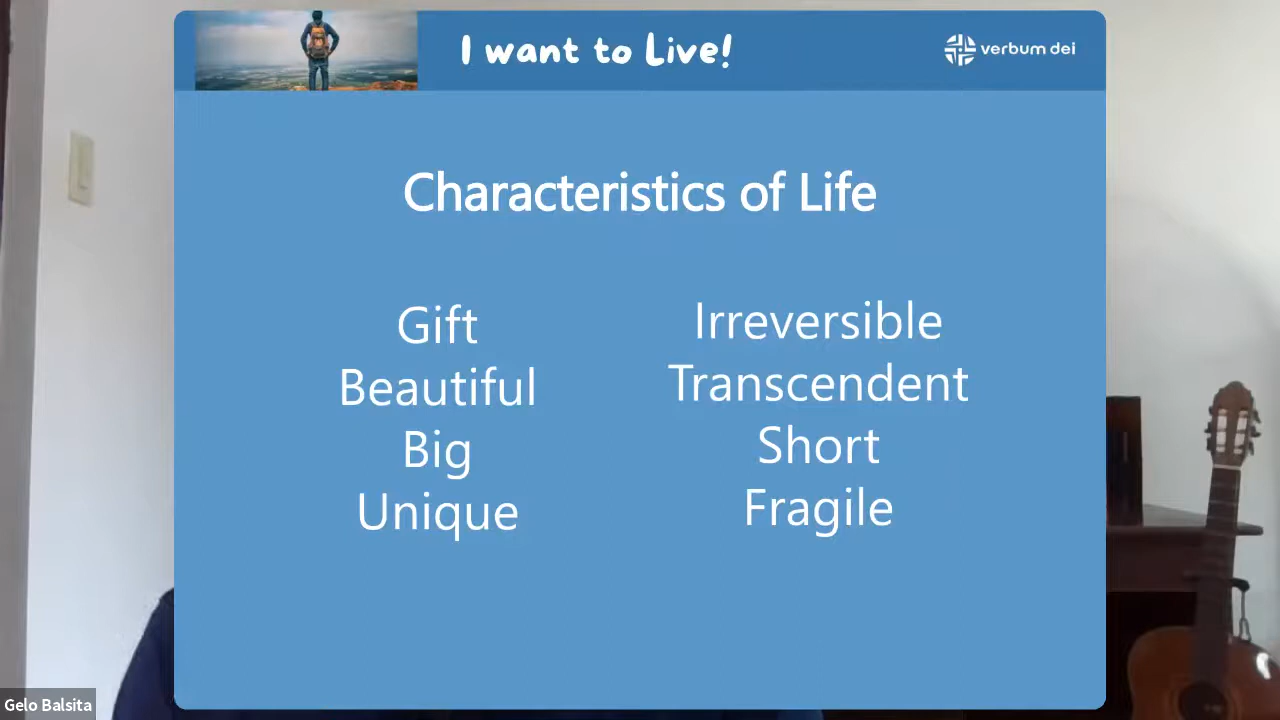 I want to Live!
verbum dei
Characteristics of Life
Gift
Beautiful
Big
Unique
Irreversible
Transcendent
Short
Fragile
Gelo Balsita